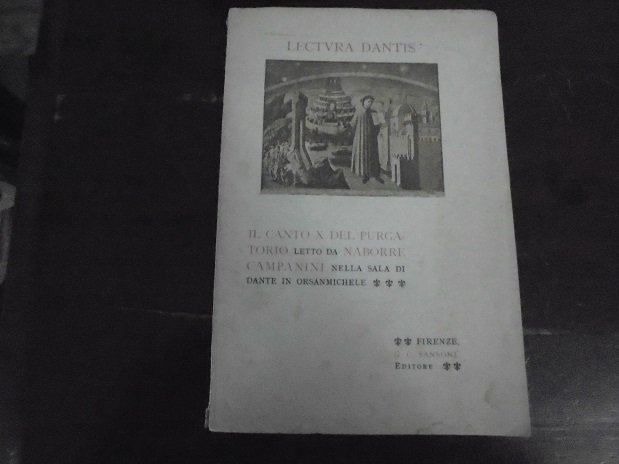 LECTVRA DANTIS
IL CANTO X DEL PURGA-
TORIO LETTO DA NABORRE
CAMPANINI NELLA SALA DI
DANTE IN ORSANMICHELE
FIRENZE,
G. C. SANSONI
EDITORE